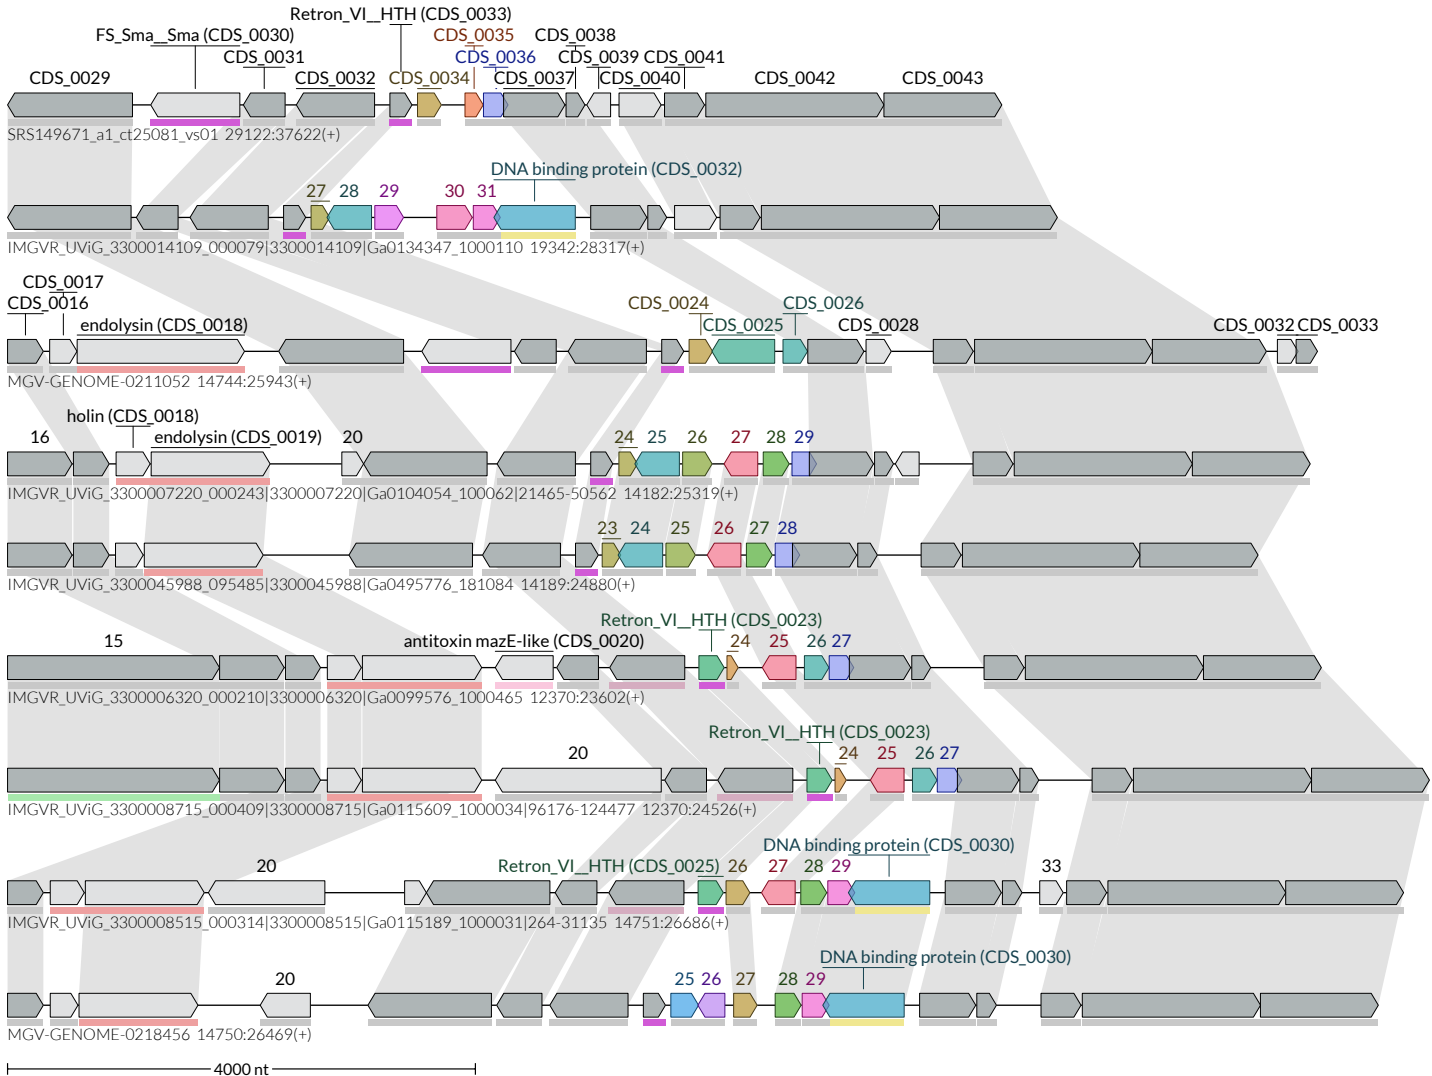 Retron_VI__HTH (CDS_0033)
FS_Sma__Sma (CDS_0030) CDS_0035 CDS_0038
CDS_0031 CDS_0036 CDS_0039 CDS_0041
CDS_0029 CDS_0032 CDS_0034 CDS_0037 CDS_0040 CDS_0042 CDS_0043
SRS149671_a1_ct25081_vs01 29122:37622(+)
DNA binding protein (CDS_0032)
27 28 29 30 31
IMGVR_UViG_3300014109_000079|3300014109|Ga0134347_1000110 19342:28317(+)
CDS_0017
CDS_0016 CDS_0024 CDS_0026
endolysin (CDS_0018) CDS_0025 CDS_0028 CDS_0032 CDS_0033
MGV-GENOME-0211052 14744:25943(+)
holin (CDS_0018)
16 endolysin (CDS_0019) 20 24 25 26 27 28 29
IMGVR_UViG_3300007220_000243|3300007220|Ga0104054_100062|21465-50562 14182:25319(+)
23 24 25 26 27 28
IMGVR_UViG_3300045988_095485|3300045988|Ga0495776_181084 14189:24880(+)
Retron_VI__HTH (CDS_0023)
15 antitoxin mazE-like (CDS_0020) 24 25 26 27
IMGVR_UViG_3300006320_000210|3300006320|Ga0099576_1000465 12370:23602(+)
Retron_VI__HTH (CDS_0023)
20 24 25 26 27
IMGVR_UViG_3300008715_000409|3300008715|Ga0115609_1000034|96176-124477 12370:24526(+)
DNA binding protein (CDS_0030)
20 Retron_VI__HTH (CDS_0025) 26 27 28 29 33
IMGVR_UViG_3300008515_000314|3300008515|Ga0115189_1000031|264-31135 14751:26686(+)
DNA binding protein (CDS_0030)
20 25 26 27 28 29
MGV-GENOME-0218456 14750:26469(+)
4000 nt